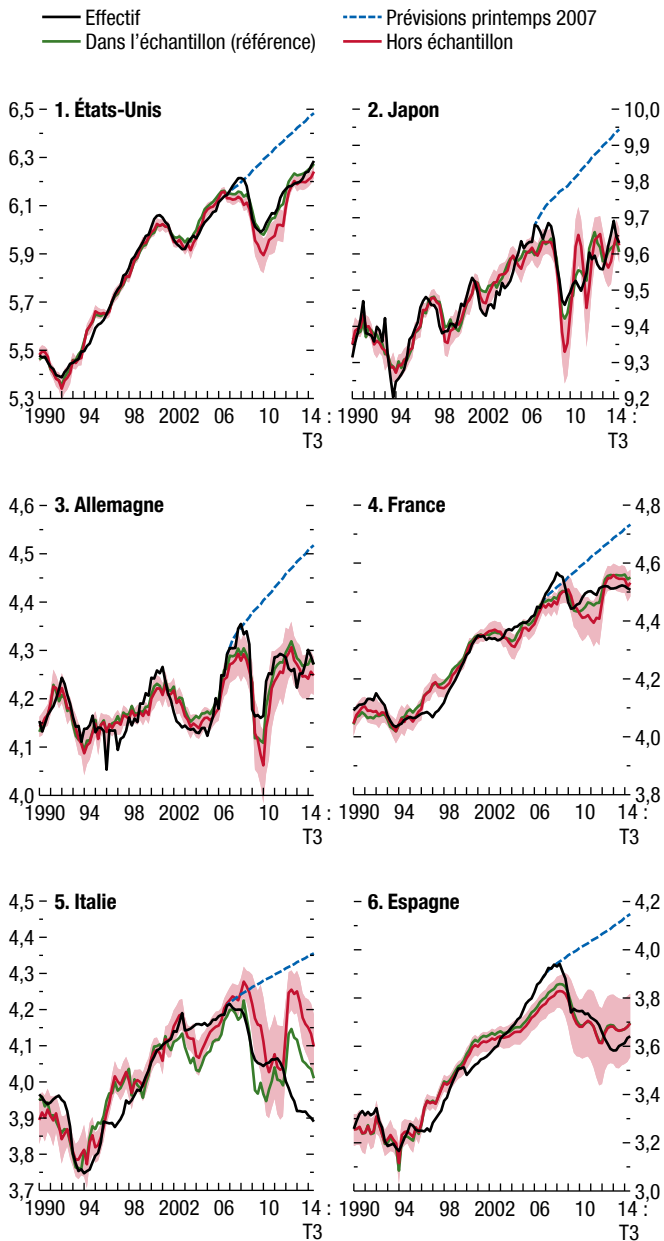 Effectif
Prévisions printemps 2007
Dans l'échantillon (référence)
Hors échantillon
1. États-Unis
6,5
6,3
6,1
5,9
5,7
5,5
5,3
1990 94 98 2002 06 10 14 :
T3
2. Japon
10,0
9,9
9,8
9,7
9,6
9,5
9,4
9,3
9,2
1990 94 98 2002 06 10 14 :
T3
3. Allemagne
4,6
4,5
4,4
4,3
4,2
4,1
4,0
1990 94 98 2002 06 10 14 :
T3
4. France
4,8
4,6
4,4
4,2
4,0
3,8
1990 94 98 2002 06 10 14 :
T3
5. Italie
4,5
4,4
4,3
4,2
4,1
4,0
3,9
3,8
3,7
1990 94 98 2002 06 10 14 :
T3
6. Espagne
4,2
4,0
3,8
3,6
3,4
3,2
3,0
1990 94 98 2002 06 10 14 :
T3